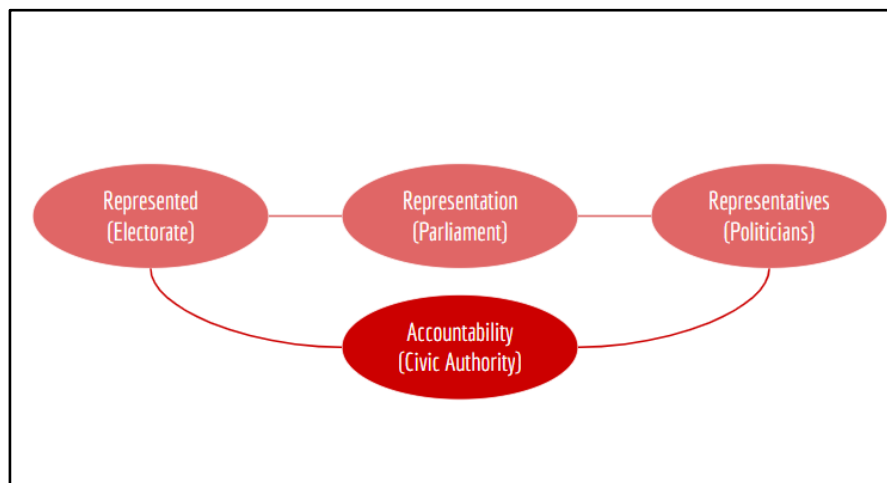 Represented
(Electorate)
Representation
(Parliament)
Representatives
(Politicians)
Accountability
(Civic Authority)